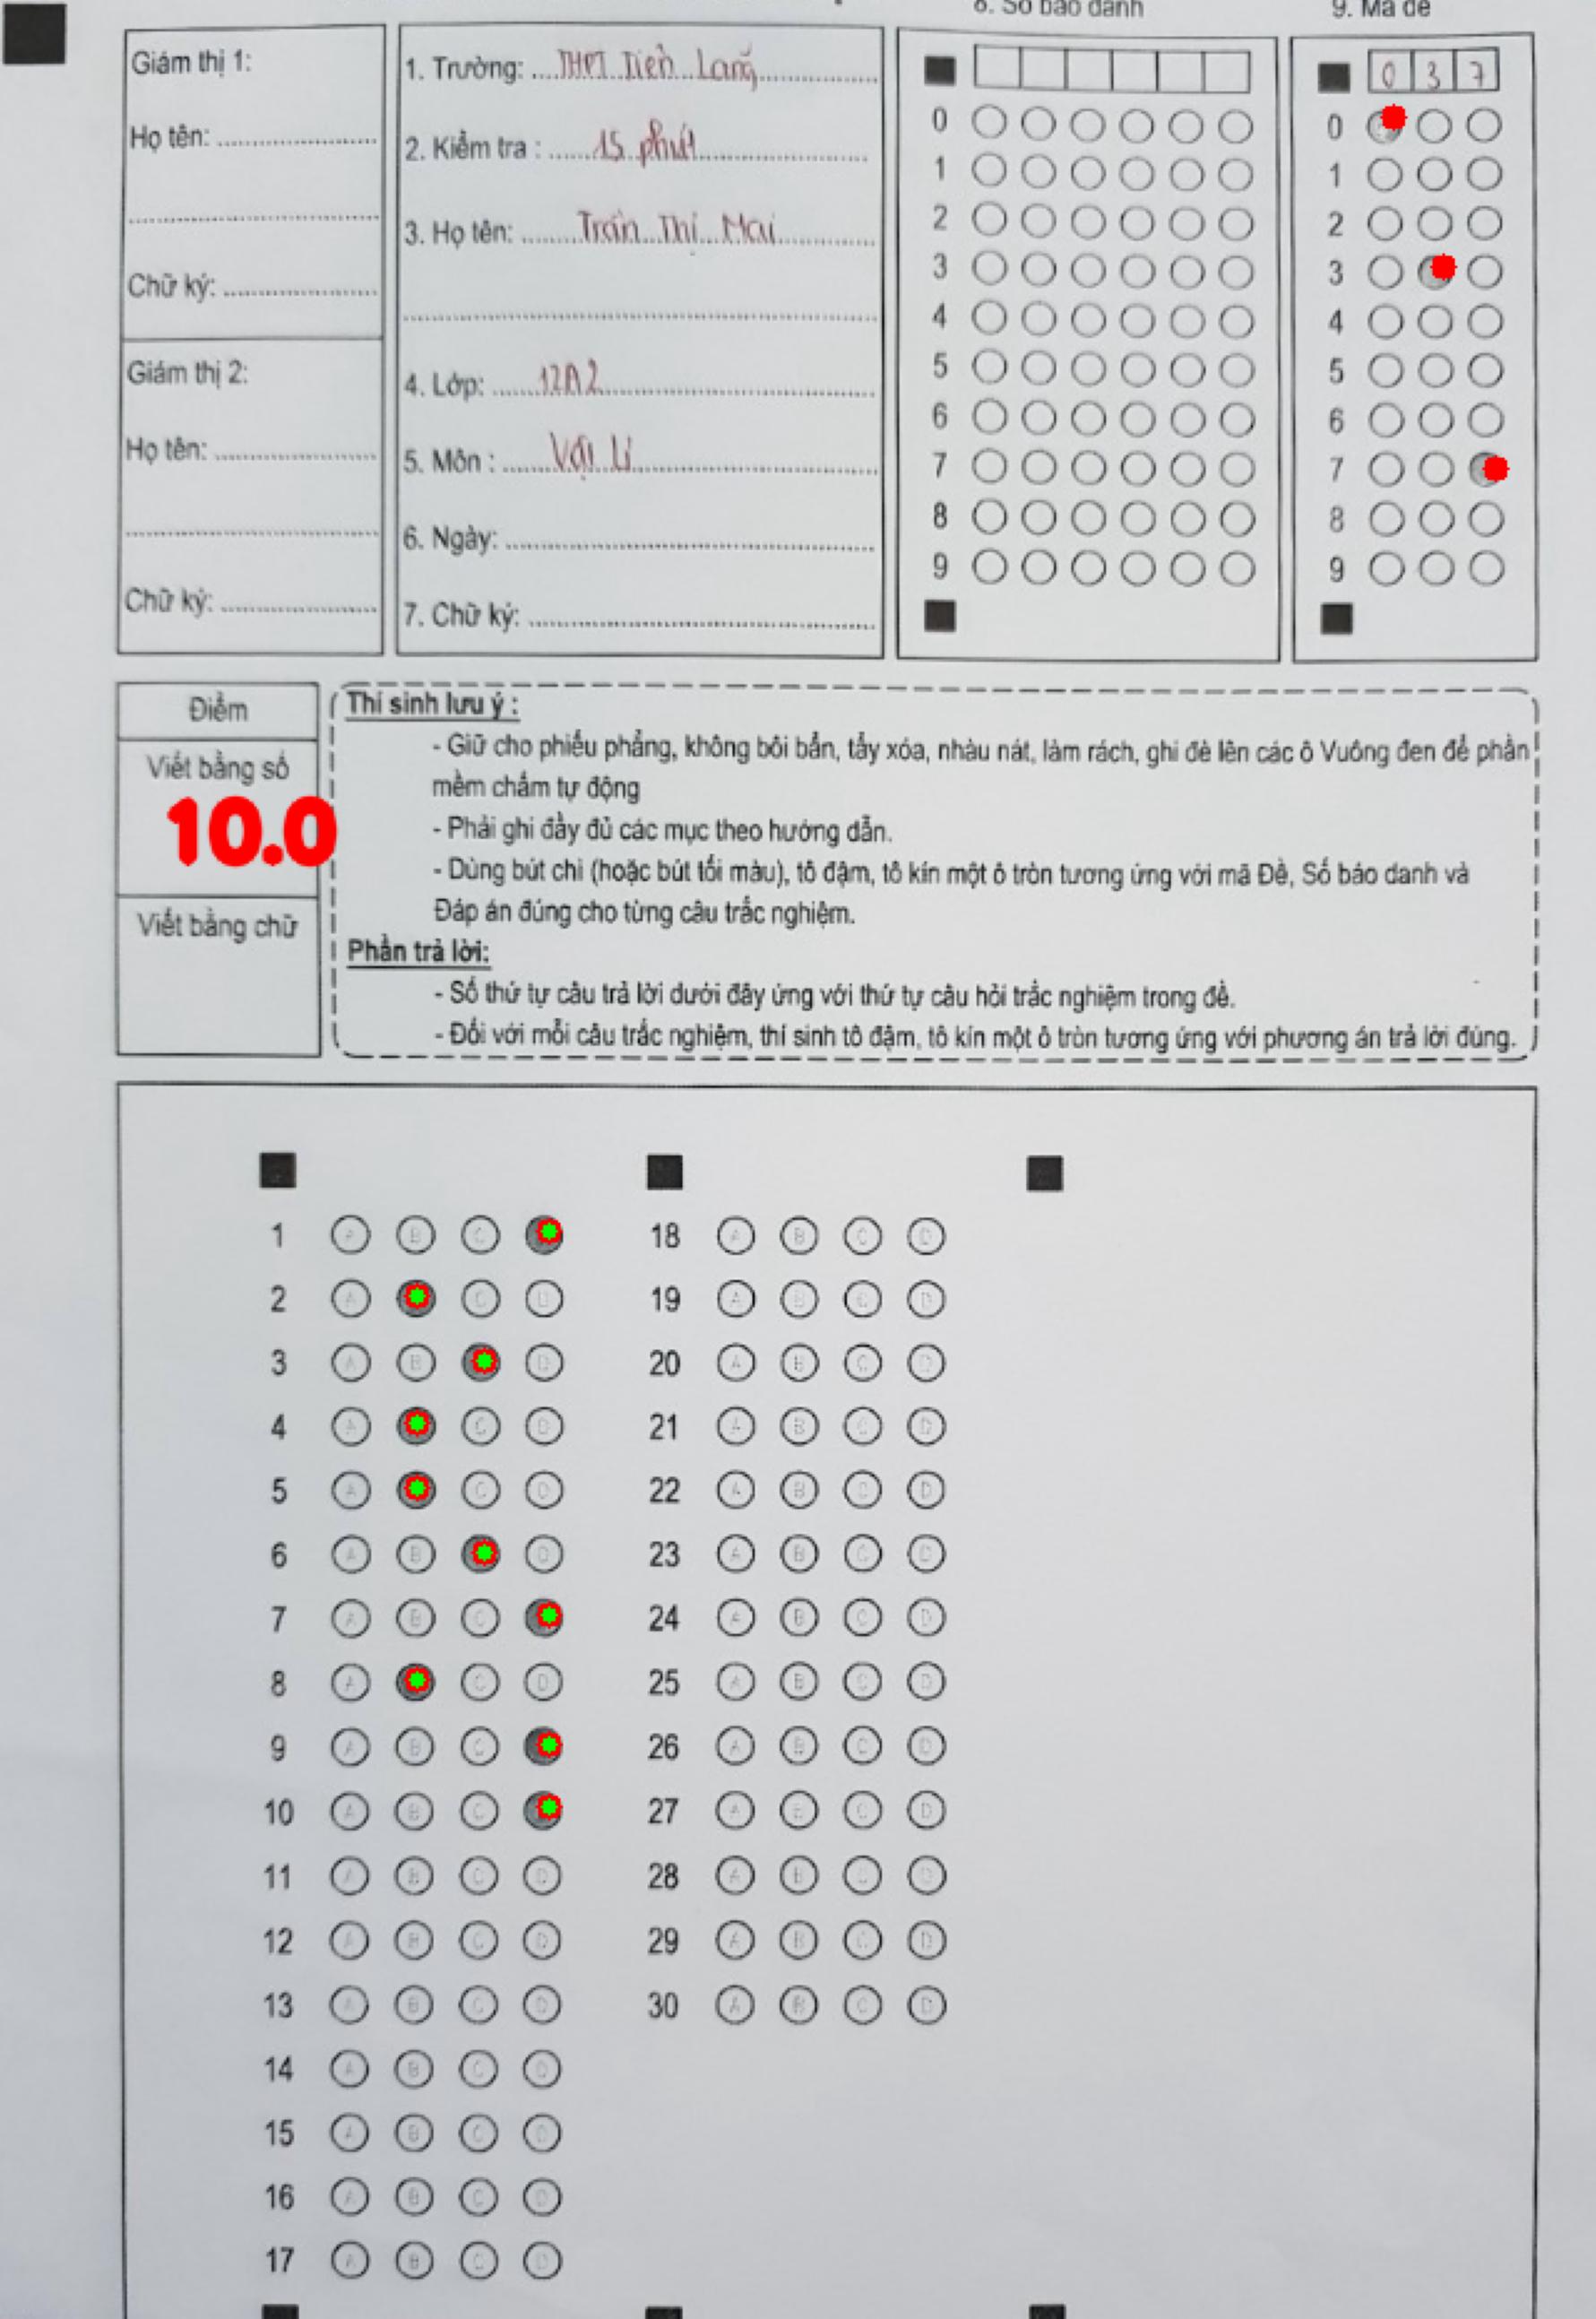 8. Số báo danh
9. Mã đề
Giám thị 1:
Họ tên:
Chữ ký:
Giám thị 2:
Họ tên:
Chữ ký:
1. Trường: THPT Tiên Lãng
2. Kiểm tra : 15 phút
3. Họ tên: Trần Thị Mai
4. Lớp: 12A2
5. Môn : Vật Lí
6. Ngày:
7. Chữ ký:
0
1
2
3
4
5
6
7
8
9
0 3 7
0
1
2
3
4
5
6
7
8
9
Điểm
Viết bằng số
10.0
Viết bằng chữ
Thí sinh lưu ý :
- Giữ cho phiếu phẳng, không bôi bẩn, tẩy xóa, nhàu nát, làm rách, ghi đè lên các ô Vuông đen để phần
mềm chấm tự động
- Phải ghi đầy đủ các mục theo hướng dẫn.
- Dùng bút chì (hoặc bút tối màu), tô đậm, tô kín một ô tròn tương ứng với mã Đề, Số báo danh và
Đáp án đúng cho từng câu trắc nghiệm.
Phần trả lời:
- Số thứ tự câu trả lời dưới đây ứng với thứ tự câu hỏi trắc nghiệm trong đề.
- Đối với mỗi câu trắc nghiệm, thí sinh tô đậm, tô kín một ô tròn tương ứng với phương án trả lời đúng.
1 A B C
2 A C D
3 A B D
4 A C D
5 A C D
6 A B D
7 A B C
8 A C D
9 A B C
10 A B C
11 A B C D
12 A B C D
13 A B C D
14 A B C D
15 A B C D
16 A B C D
17 A B C D
18 A B C D
19 A B C D
20 A B C D
21 A B C D
22 A B C D
23 A B C D
24 A B C D
25 A B C D
26 A B C D
27 A B C D
28 A B C D
29 A B C D
30 A B C D